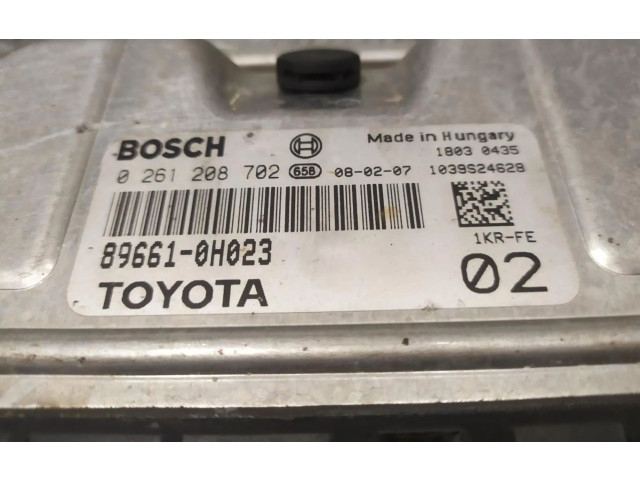 BOSCH Made in Hungary
1803 0435
0 261 208 702 658 08-02-07 1039S24628
89661-0H023
1KR-FE
TOYOTA 02